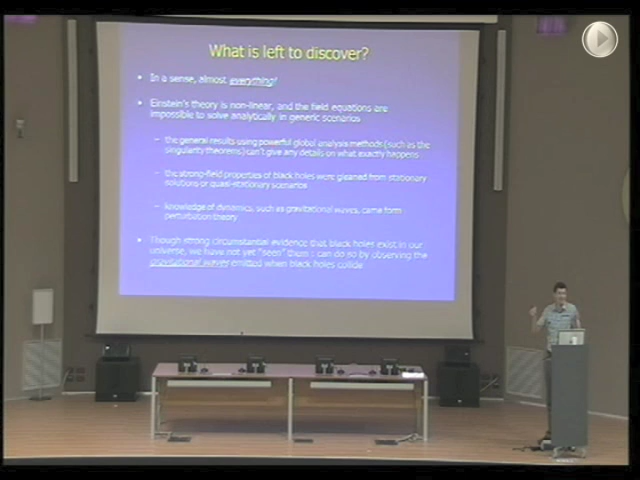 What is left to discover?
• In a sense, almost everything!
• Einstein's theory is non-linear, and the field equations are
impossible to solve analytically in generic scenarios
– the general results using powerful global analysis methods (such as the
singularity theorems) can't give any details on what exactly happens
– the strong-field properties of black holes were gleaned from stationary
solutions or quasi-stationary scenarios
– knowledge of dynamics, such as gravitational waves, came form
perturbation theory
• Though strong circumstantial evidence that black holes exist in our
universe, we have not yet "seen" them : can do so by observing the
gravitational waves emitted when black holes collide